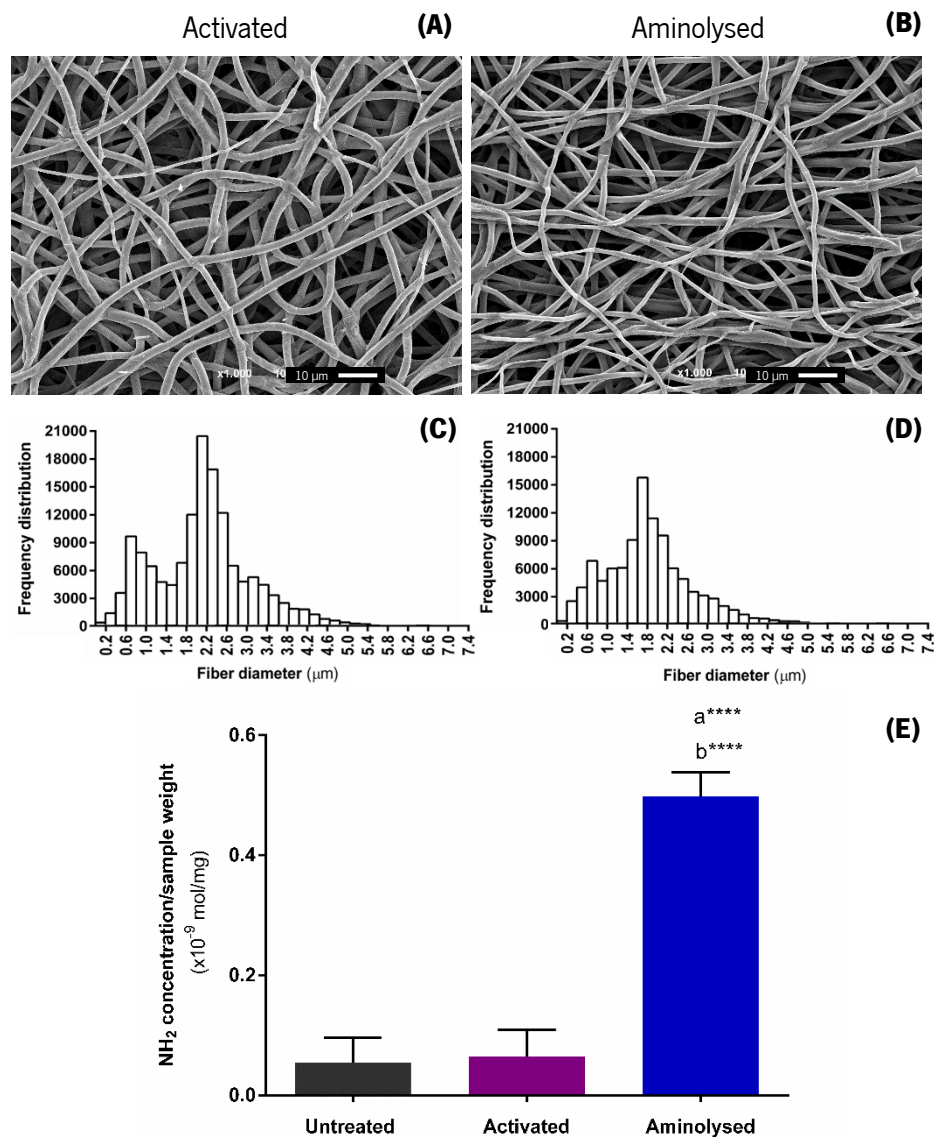 Activated
(A)
Aminolysed
(B)
x1.000 10 10 µm
x1.000 10 10 µm
(C)
Frequency distribution
21000
18000
15000
12000
9000
6000
3000
0
0.2 0.6 1.0 1.4 1.8 2.2 2.6 3.0 3.4 3.8 4.2 4.6 5.0 5.4 5.8 6.2 6.6 7.0 7.4
Fiber diameter (µm)
(D)
Frequency distribution
21000
18000
15000
12000
9000
6000
3000
0
0.2 0.6 1.0 1.4 1.8 2.2 2.6 3.0 3.4 3.8 4.2 4.6 5.0 5.4 5.8 6.2 6.6 7.0 7.4
Fiber diameter (µm)
(E)
NH₂ concentration/sample weight
(x10⁻⁹ mol/mg)
0.6
0.4
0.2
0.0
a****
b****
Untreated
Activated
Aminolysed